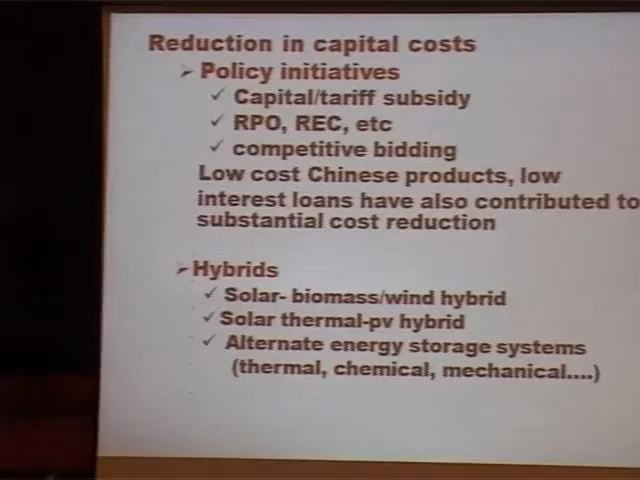 Reduction in capital costs
➢ Policy initiatives
✓ Capital/tariff subsidy
✓ RPO, REC, etc
✓ competitive bidding
Low cost Chinese products, low
interest loans have also contributed to
substantial cost reduction
➢ Hybrids
✓ Solar- biomass/wind hybrid
✓ Solar thermal-pv hybrid
✓ Alternate energy storage systems
(thermal, chemical, mechanical....)